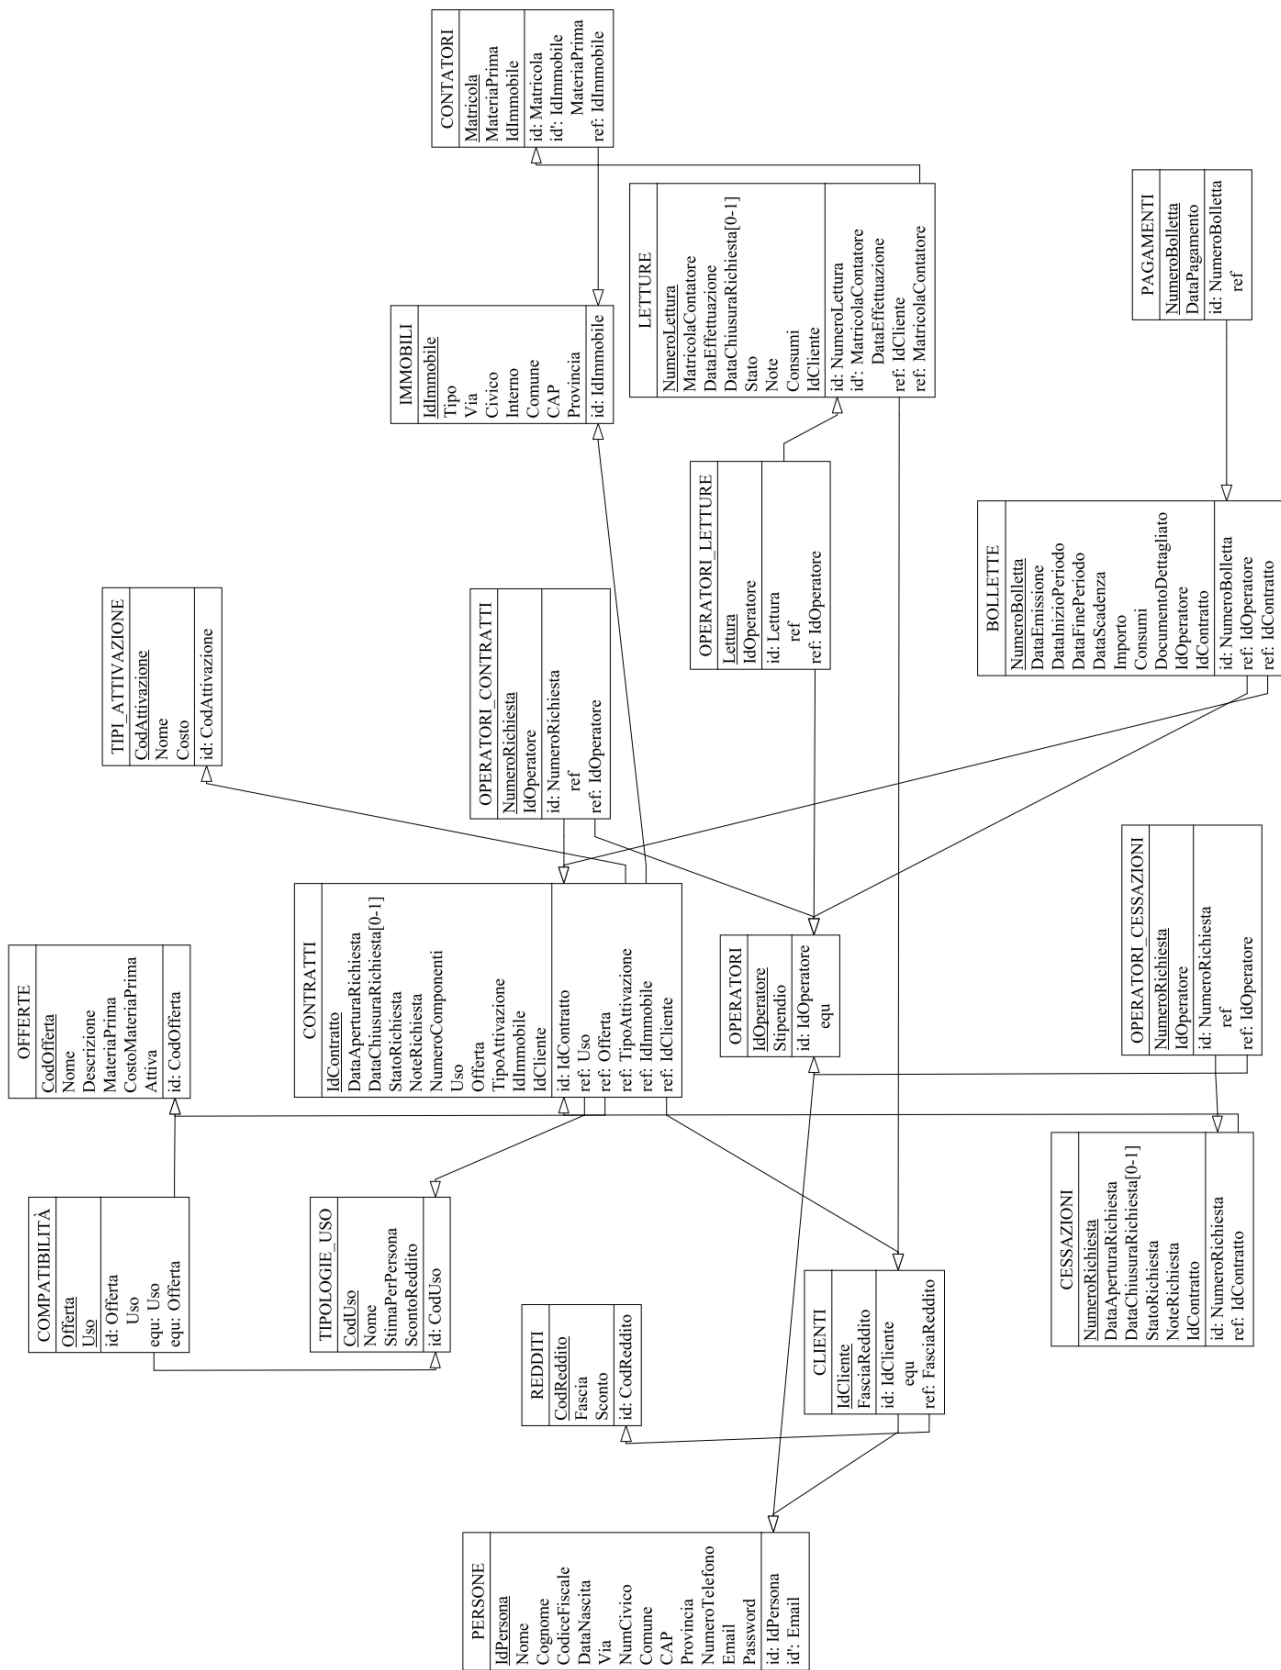 PERSONE
IdPersona
Nome
Cognome
CodiceFiscale
DataNascita
Via
NumCivico
Comune
CAP
Provincia
NumeroTelefono
Email
Password
id: IdPersona
id': Email
REDDITI
CodReddito
Fascia
Sconto
id: CodReddito
CLIENTI
IdCliente
FasciaReddito
id: IdCliente
equ
ref: FasciaReddito
COMPATIBILITÀ
Offerta
Uso
id: Offerta
Uso
equ: Uso
equ: Offerta
TIPOLOGIE_USO
CodUso
Nome
StimaPerPersona
ScontoReddito
id: CodUso
CESSAZIONI
NumeroRichiesta
DataAperturaRichiesta
DataChiusuraRichiesta[0-1]
StatoRichiesta
NoteRichiesta
IdContratto
id: NumeroRichiesta
ref: IdContratto
OFFERTE
CodOfferta
Nome
Descrizione
MateriaPrima
CostoMateriaPrima
Attiva
id: CodOfferta
CONTRATTI
IdContratto
DataAperturaRichiesta
DataChiusuraRichiesta[0-1]
StatoRichiesta
NoteRichiesta
NumeroComponenti
Uso
Offerta
TipoAttivazione
IdImmobile
IdCliente
id: IdContratto
ref: Uso
ref: Offerta
ref: TipoAttivazione
ref: IdImmobile
ref: IdCliente
OPERATORI
IdOperatore
Stipendio
id: IdOperatore
equ
OPERATORI_CESSAZIONI
NumeroRichiesta
IdOperatore
id: NumeroRichiesta
ref
ref: IdOperatore
TIPI_ATTIVAZIONE
CodAttivazione
Nome
Costo
id: CodAttivazione
OPERATORI_CONTRATTI
NumeroRichiesta
IdOperatore
id: NumeroRichiesta
ref
ref: IdOperatore
OPERATORI_LETTURE
Lettura
IdOperatore
id: Lettura
ref
ref: IdOperatore
BOLLETTE
NumeroBolletta
DataEmissione
DataInizioPeriodo
DataFinePeriodo
DataScadenza
Importo
Consumi
DocumentoDettagliato
IdOperatore
IdContratto
id: NumeroBolletta
ref: IdOperatore
ref: IdContratto
IMMOBILI
IdImmobile
Tipo
Via
Civico
Interno
Comune
CAP
Provincia
id: IdImmobile
LETTURE
NumeroLettura
MatricolaContatore
DataEffettuazione
DataChiusuraRichiesta[0-1]
Stato
Note
Consumi
IdCliente
id: NumeroLettura
id': MatricolaContatore
DataEffettuazione
ref: IdCliente
ref: MatricolaContatore
PAGAMENTI
NumeroBolletta
DataPagamento
id: NumeroBolletta
ref
CONTATORI
Matricola
MateriaPrima
IdImmobile
id: Matricola
id': IdImmobile
MateriaPrima
ref: IdImmobile